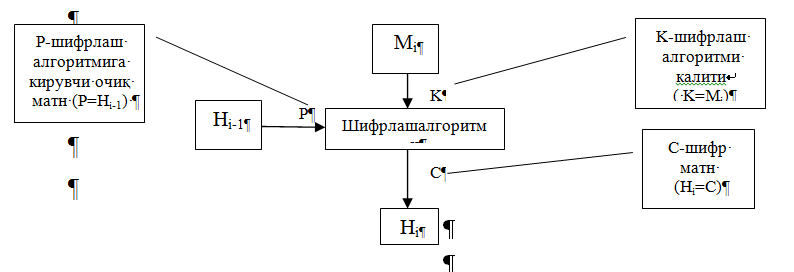 P-шифрлаш
алгоритмига
кирувчи очиқ
матн (P=Hi-1)
Mi
K-шифрлаш
алгоритми
калити
( K=Mi)
K
P
Hi-1
Шифрлашалгоритм
C
C-шифр
матн
(Hi=C)
Hi